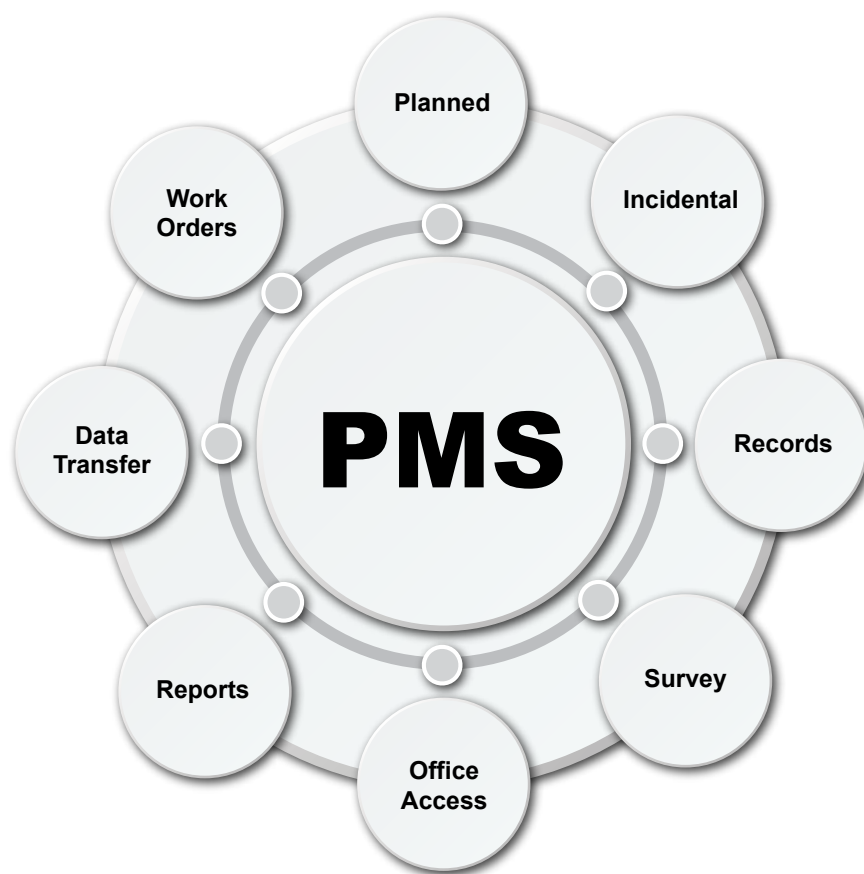 Planned
Incidental
Records
Survey
Office
Access
Reports
Data
Transfer
Work
Orders
PMS